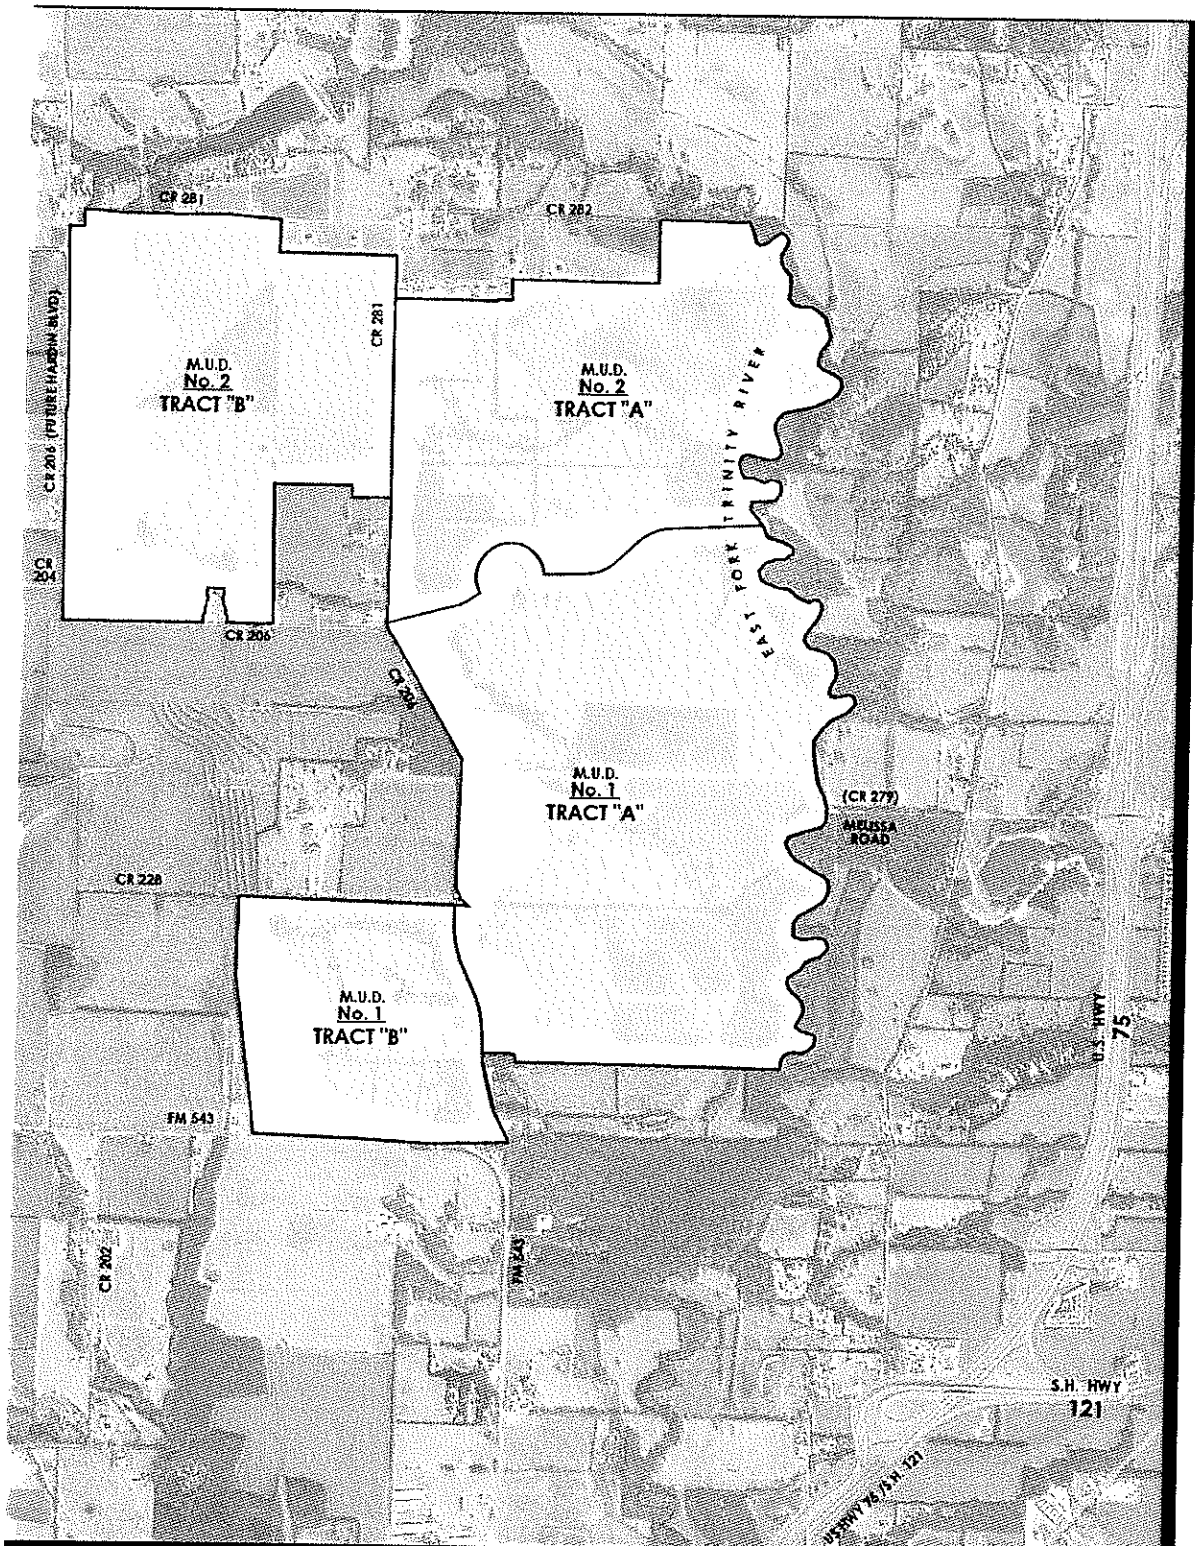 CR 281
CR 282
CR 206 (FUTURE HARDIN BLVD)
CR 281
M.U.D.
No. 2
TRACT "B"
M.U.D.
No. 2
TRACT "A"
EAST FORK TRINITY RIVER
CR
204
CR 206
CR 204
M.U.D.
No. 1
TRACT "A"
(CR 279)
MELISSA
ROAD
CR 228
M.U.D.
No. 1
TRACT "B"
U.S. HWY
75
FM 543
CR 202
FM 543
S.H. HWY
121
US HWY 75 /S.H. 121